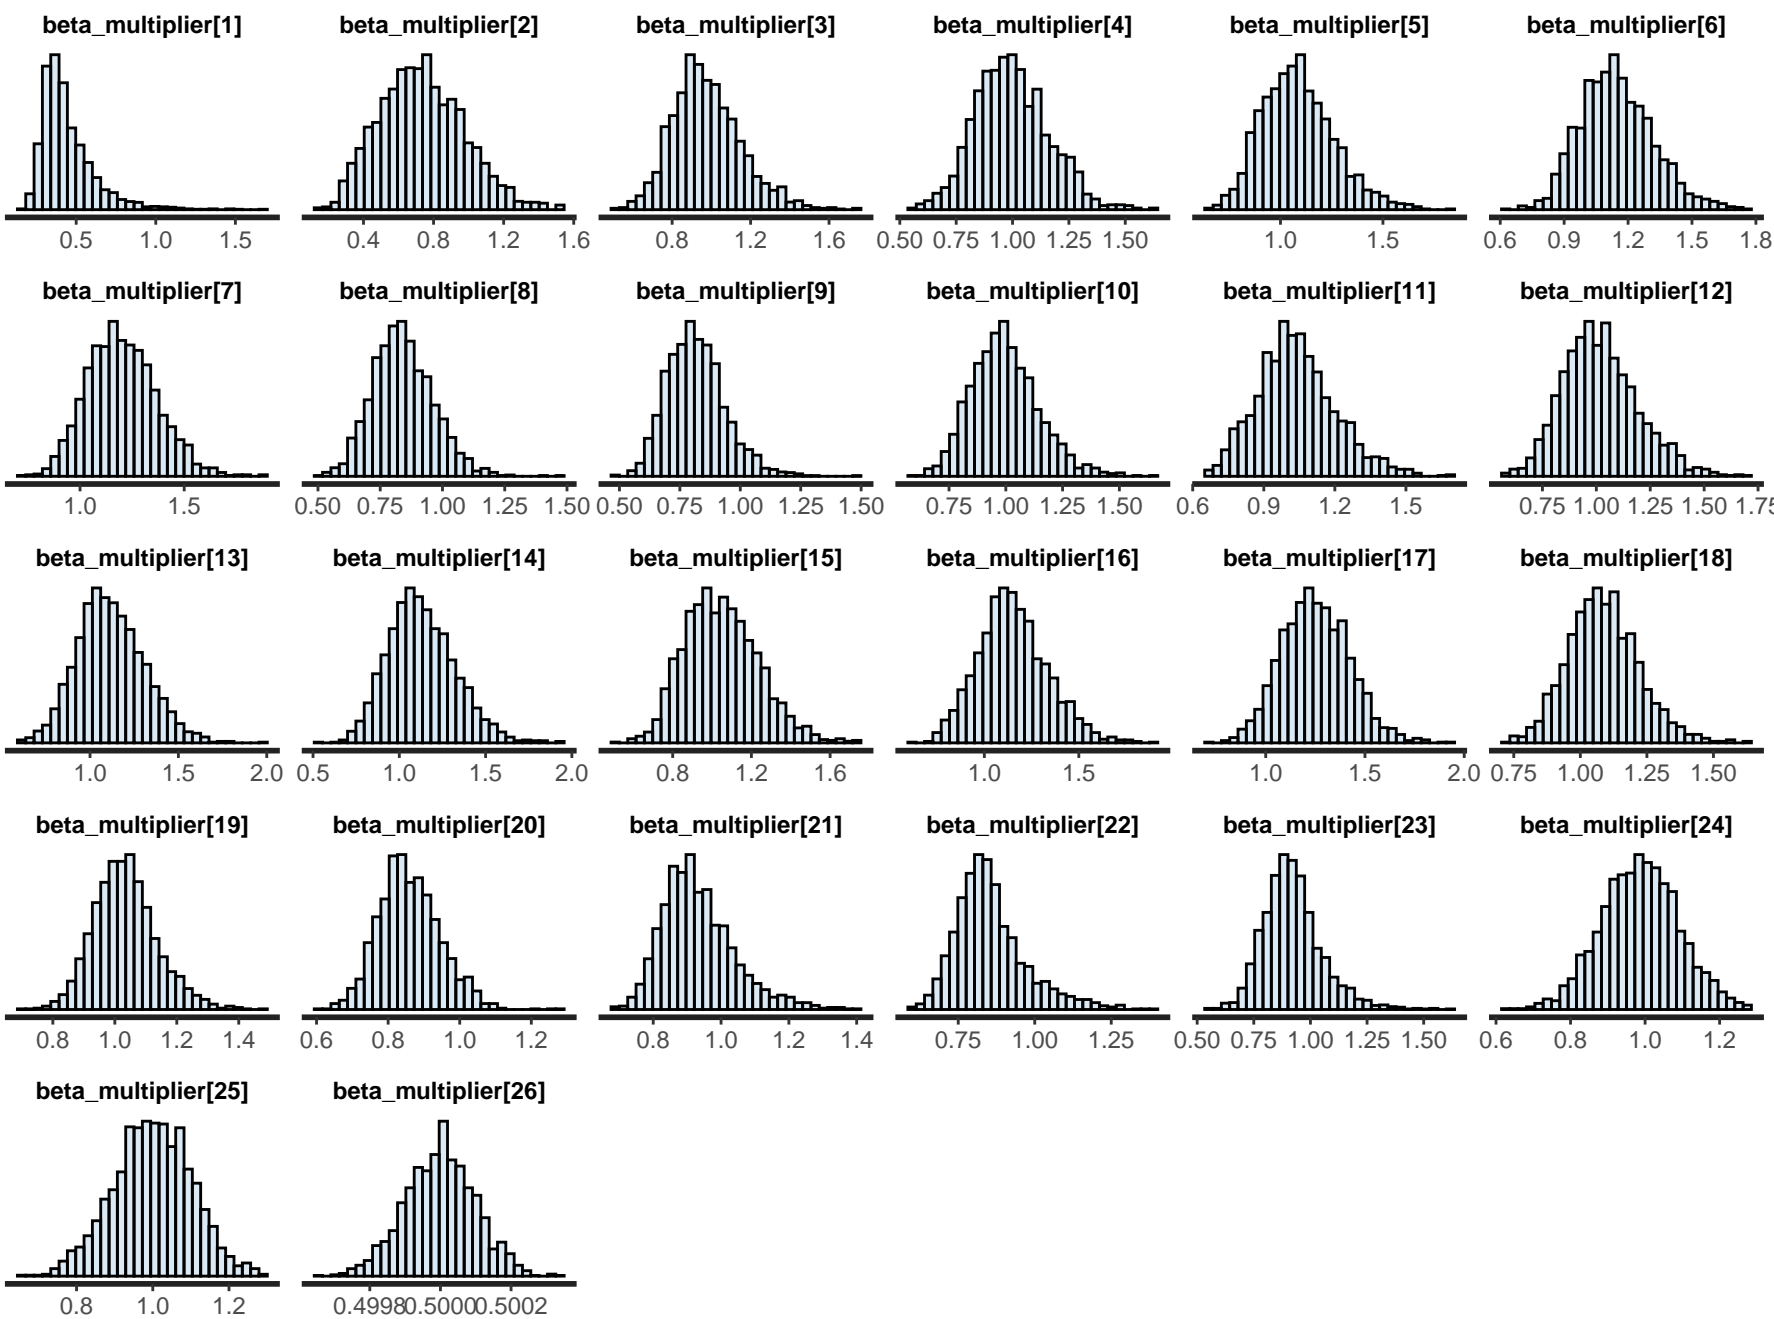 beta_multiplier[1] beta_multiplier[2] beta_multiplier[3] beta_multiplier[4] beta_multiplier[5] beta_multiplier[6]
0.5 1.0 1.5 0.4 0.8 1.2 1.6 0.8 1.2 1.6 0.50 0.75 1.00 1.25 1.50 1.0 1.5 0.6 0.9 1.2 1.5 1.8
beta_multiplier[7] beta_multiplier[8] beta_multiplier[9] beta_multiplier[10] beta_multiplier[11] beta_multiplier[12]
1.0 1.5 0.50 0.75 1.00 1.25 1.50 0.50 0.75 1.00 1.25 1.50 0.75 1.00 1.25 1.50 0.6 0.9 1.2 1.5 0.75 1.00 1.25 1.50 1.75
beta_multiplier[13] beta_multiplier[14] beta_multiplier[15] beta_multiplier[16] beta_multiplier[17] beta_multiplier[18]
1.0 1.5 2.0 0.5 1.0 1.5 2.0 0.8 1.2 1.6 1.0 1.5 1.0 1.5 2.0 0.75 1.00 1.25 1.50
beta_multiplier[19] beta_multiplier[20] beta_multiplier[21] beta_multiplier[22] beta_multiplier[23] beta_multiplier[24]
0.8 1.0 1.2 1.4 0.6 0.8 1.0 1.2 0.8 1.0 1.2 1.4 0.75 1.00 1.25 0.50 0.75 1.00 1.25 1.50 0.6 0.8 1.0 1.2
beta_multiplier[25] beta_multiplier[26]
0.8 1.0 1.2 0.4998 0.5000 0.5002